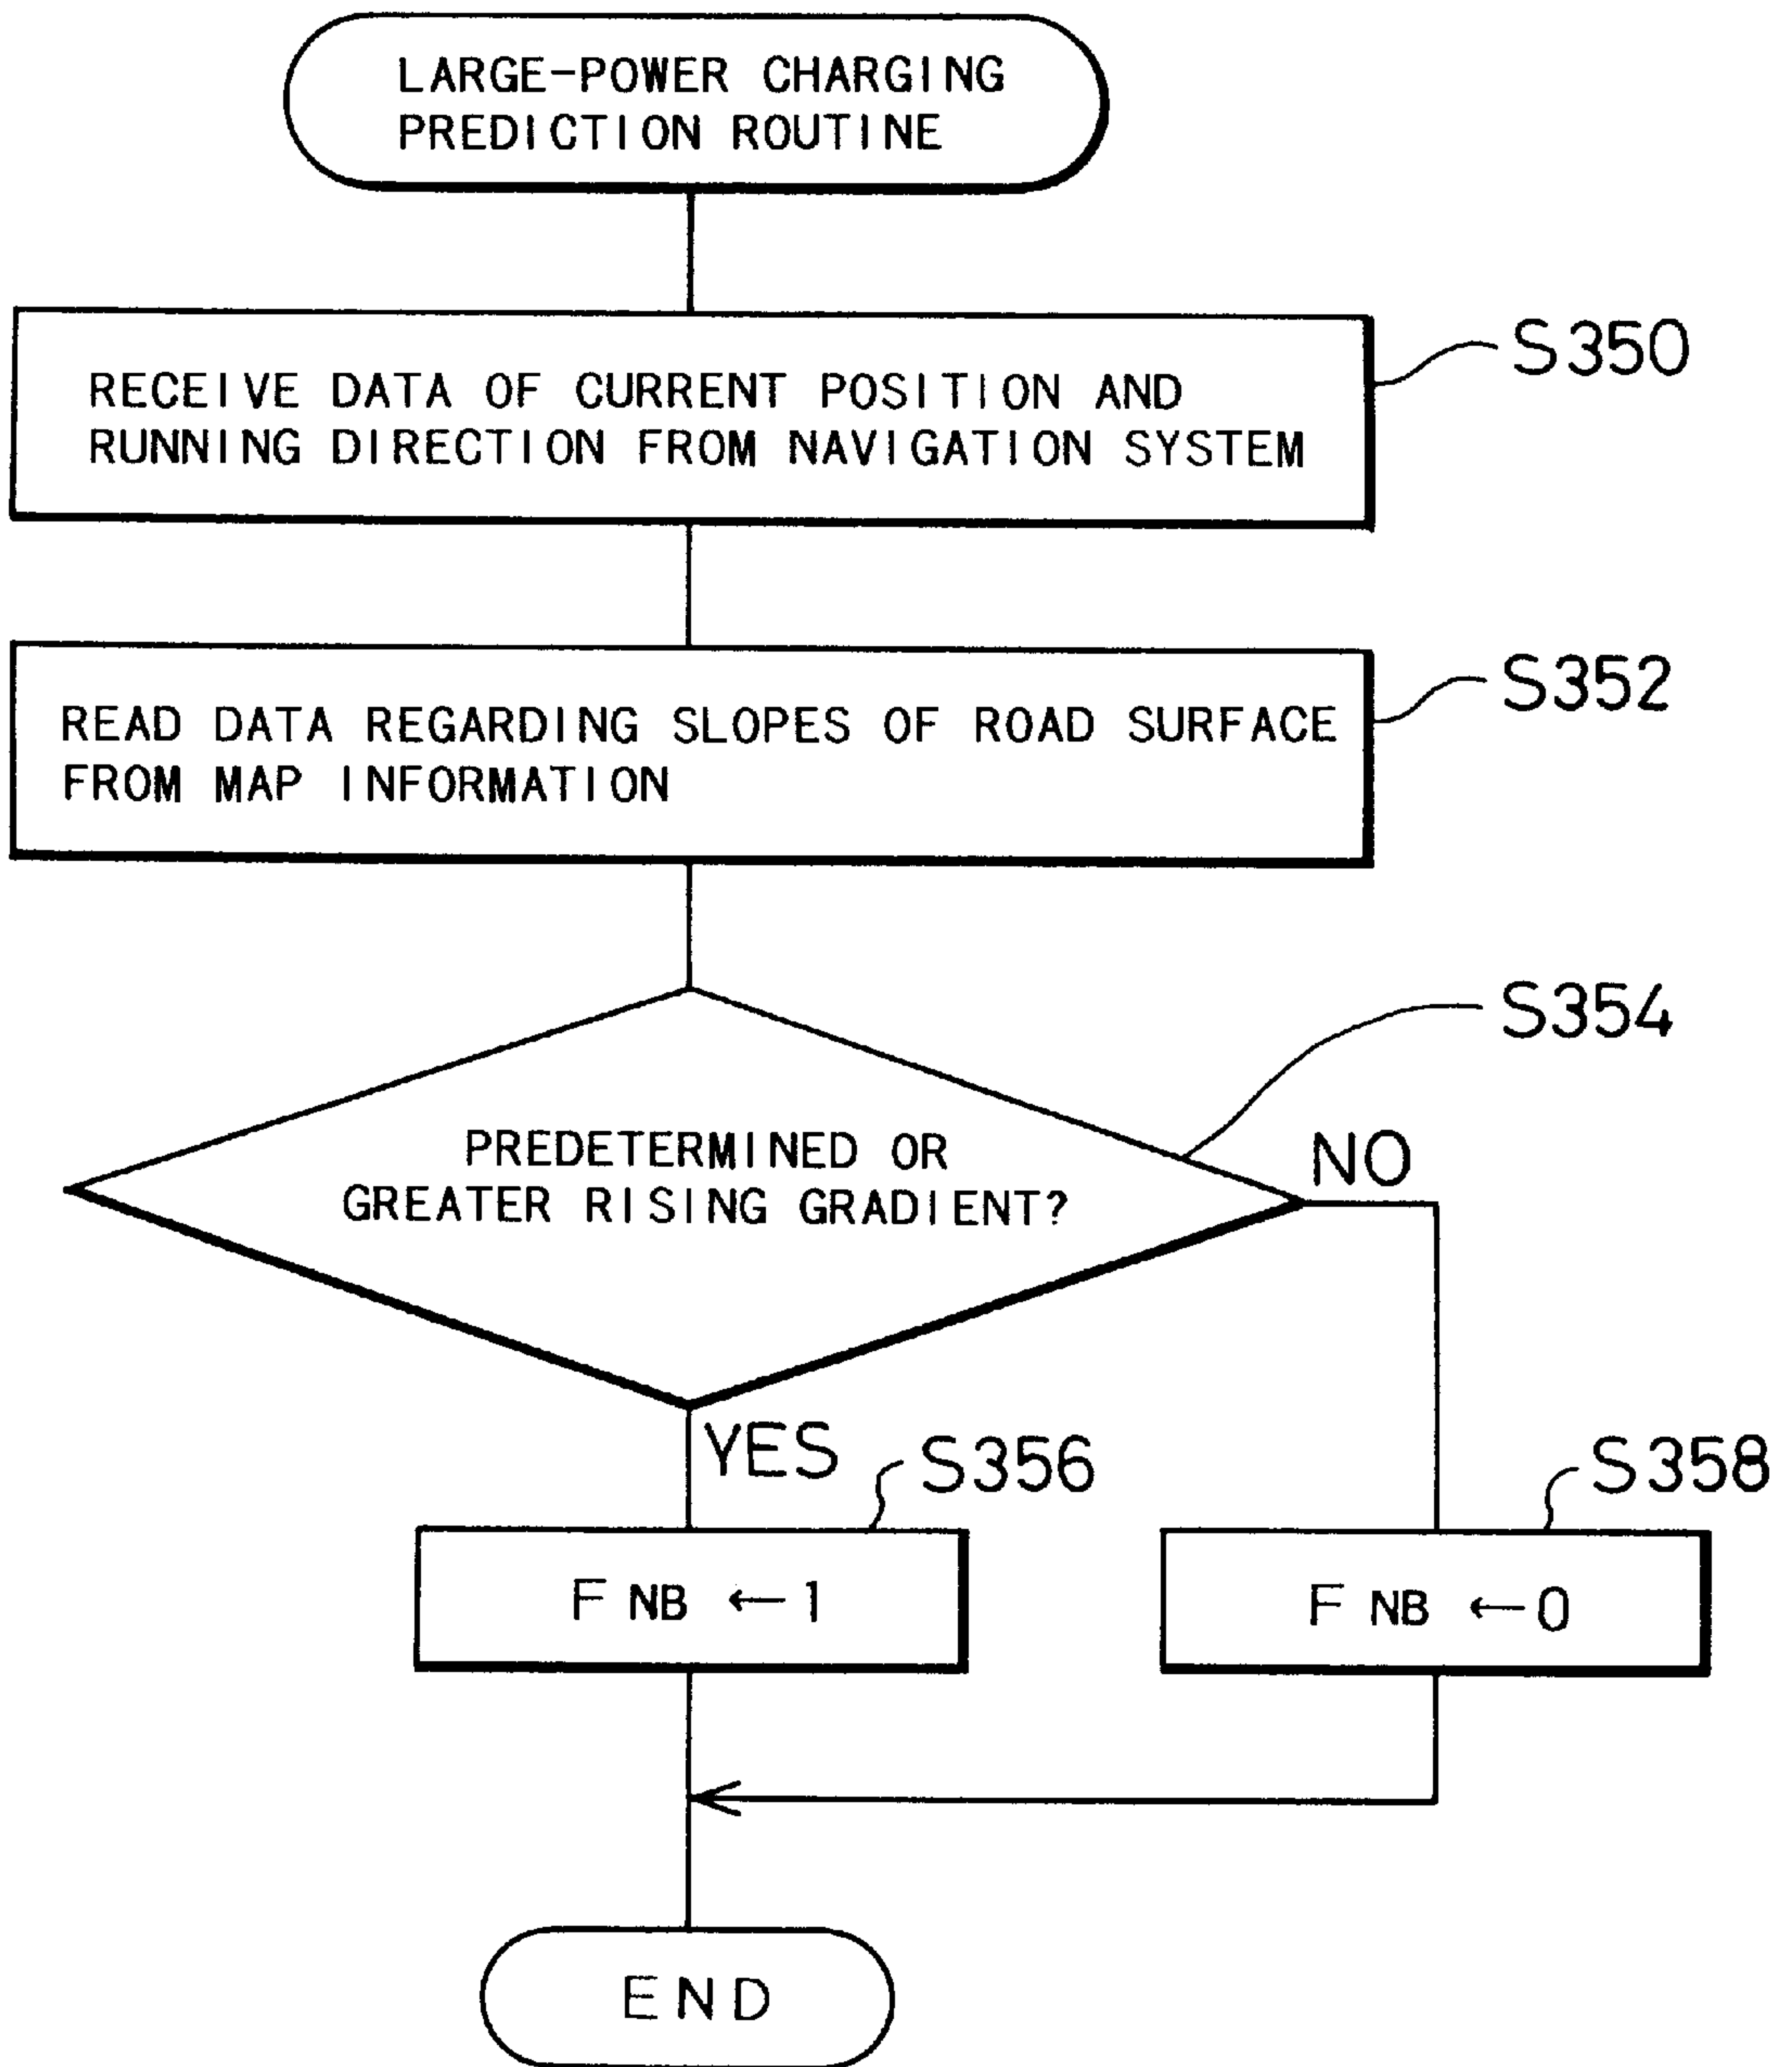 LARGE-POWER CHARGING
PREDICTION ROUTINE
S350
RECEIVE DATA OF CURRENT POSITION AND
RUNNING DIRECTION FROM NAVIGATION SYSTEM
S352
READ DATA REGARDING SLOPES OF ROAD SURFACE
FROM MAP INFORMATION
S354
PREDETERMINED OR
GREATER RISING GRADIENT?
NO
YES
S356
S358
F NB ←1
F NB ←0
END